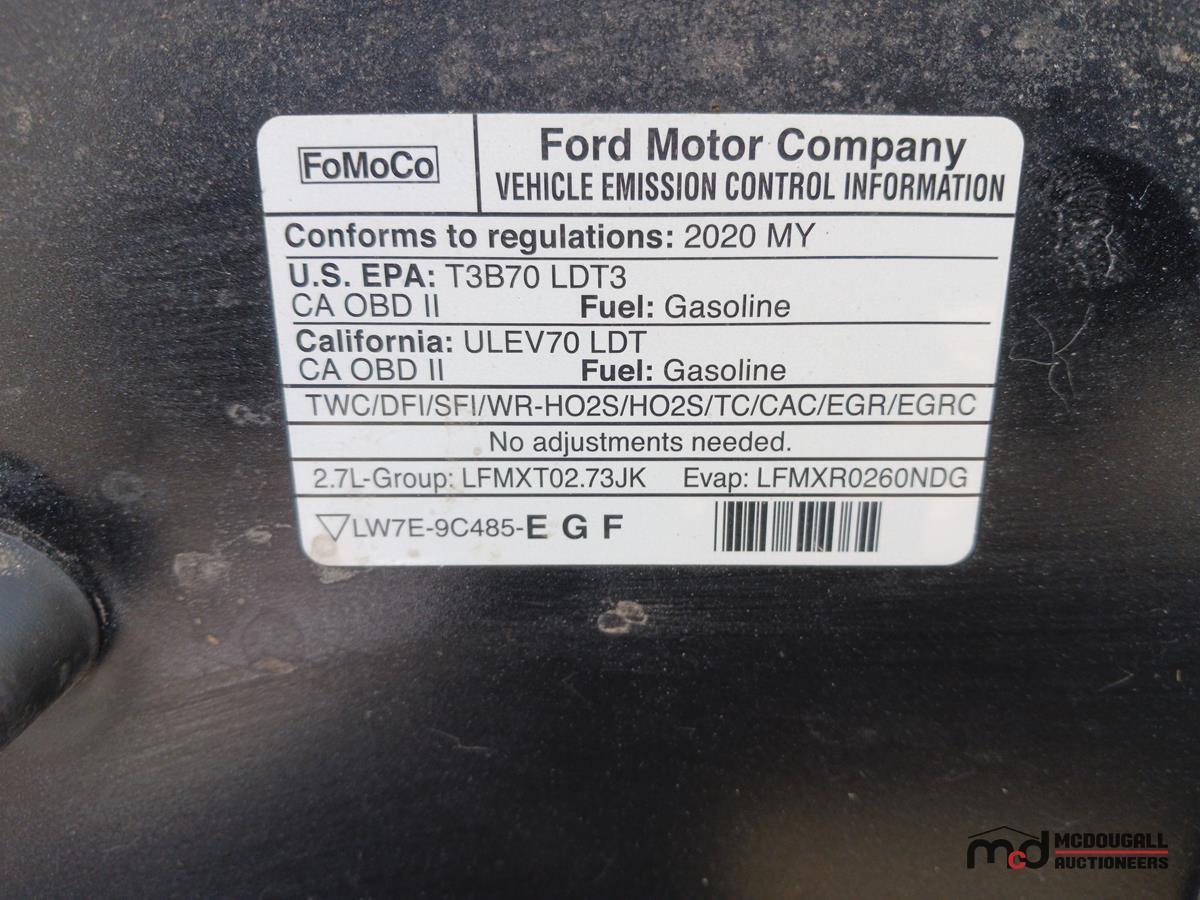 FoMoCo
Ford Motor Company
VEHICLE EMISSION CONTROL INFORMATION
Conforms to regulations: 2020 MY
U.S. EPA: T3B70 LDT3
CA OBD II Fuel: Gasoline
California: ULEV70 LDT
CA OBD II Fuel: Gasoline
TWC/DFI/SFI/WR-HO2S/HO2S/TC/CAC/EGR/EGRC
No adjustments needed.
2.7L-Group: LFMXT02.73JK Evap: LFMXR0260NDG
LW7E-9C485-E G F
mcd MCDOUGALL
AUCTIONEERS